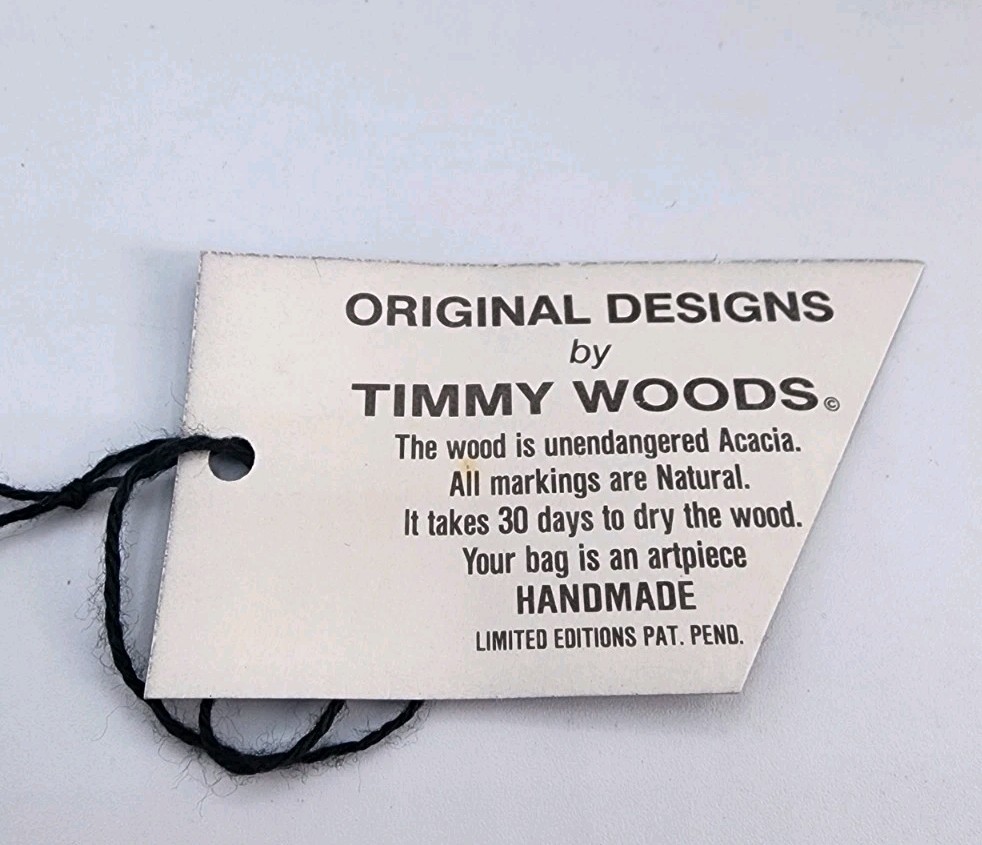 ORIGINAL DESIGNS
by
TIMMY WOODS©
The wood is unendangered Acacia.
All markings are Natural.
It takes 30 days to dry the wood.
Your bag is an artpiece
HANDMADE
LIMITED EDITIONS PAT. PEND.